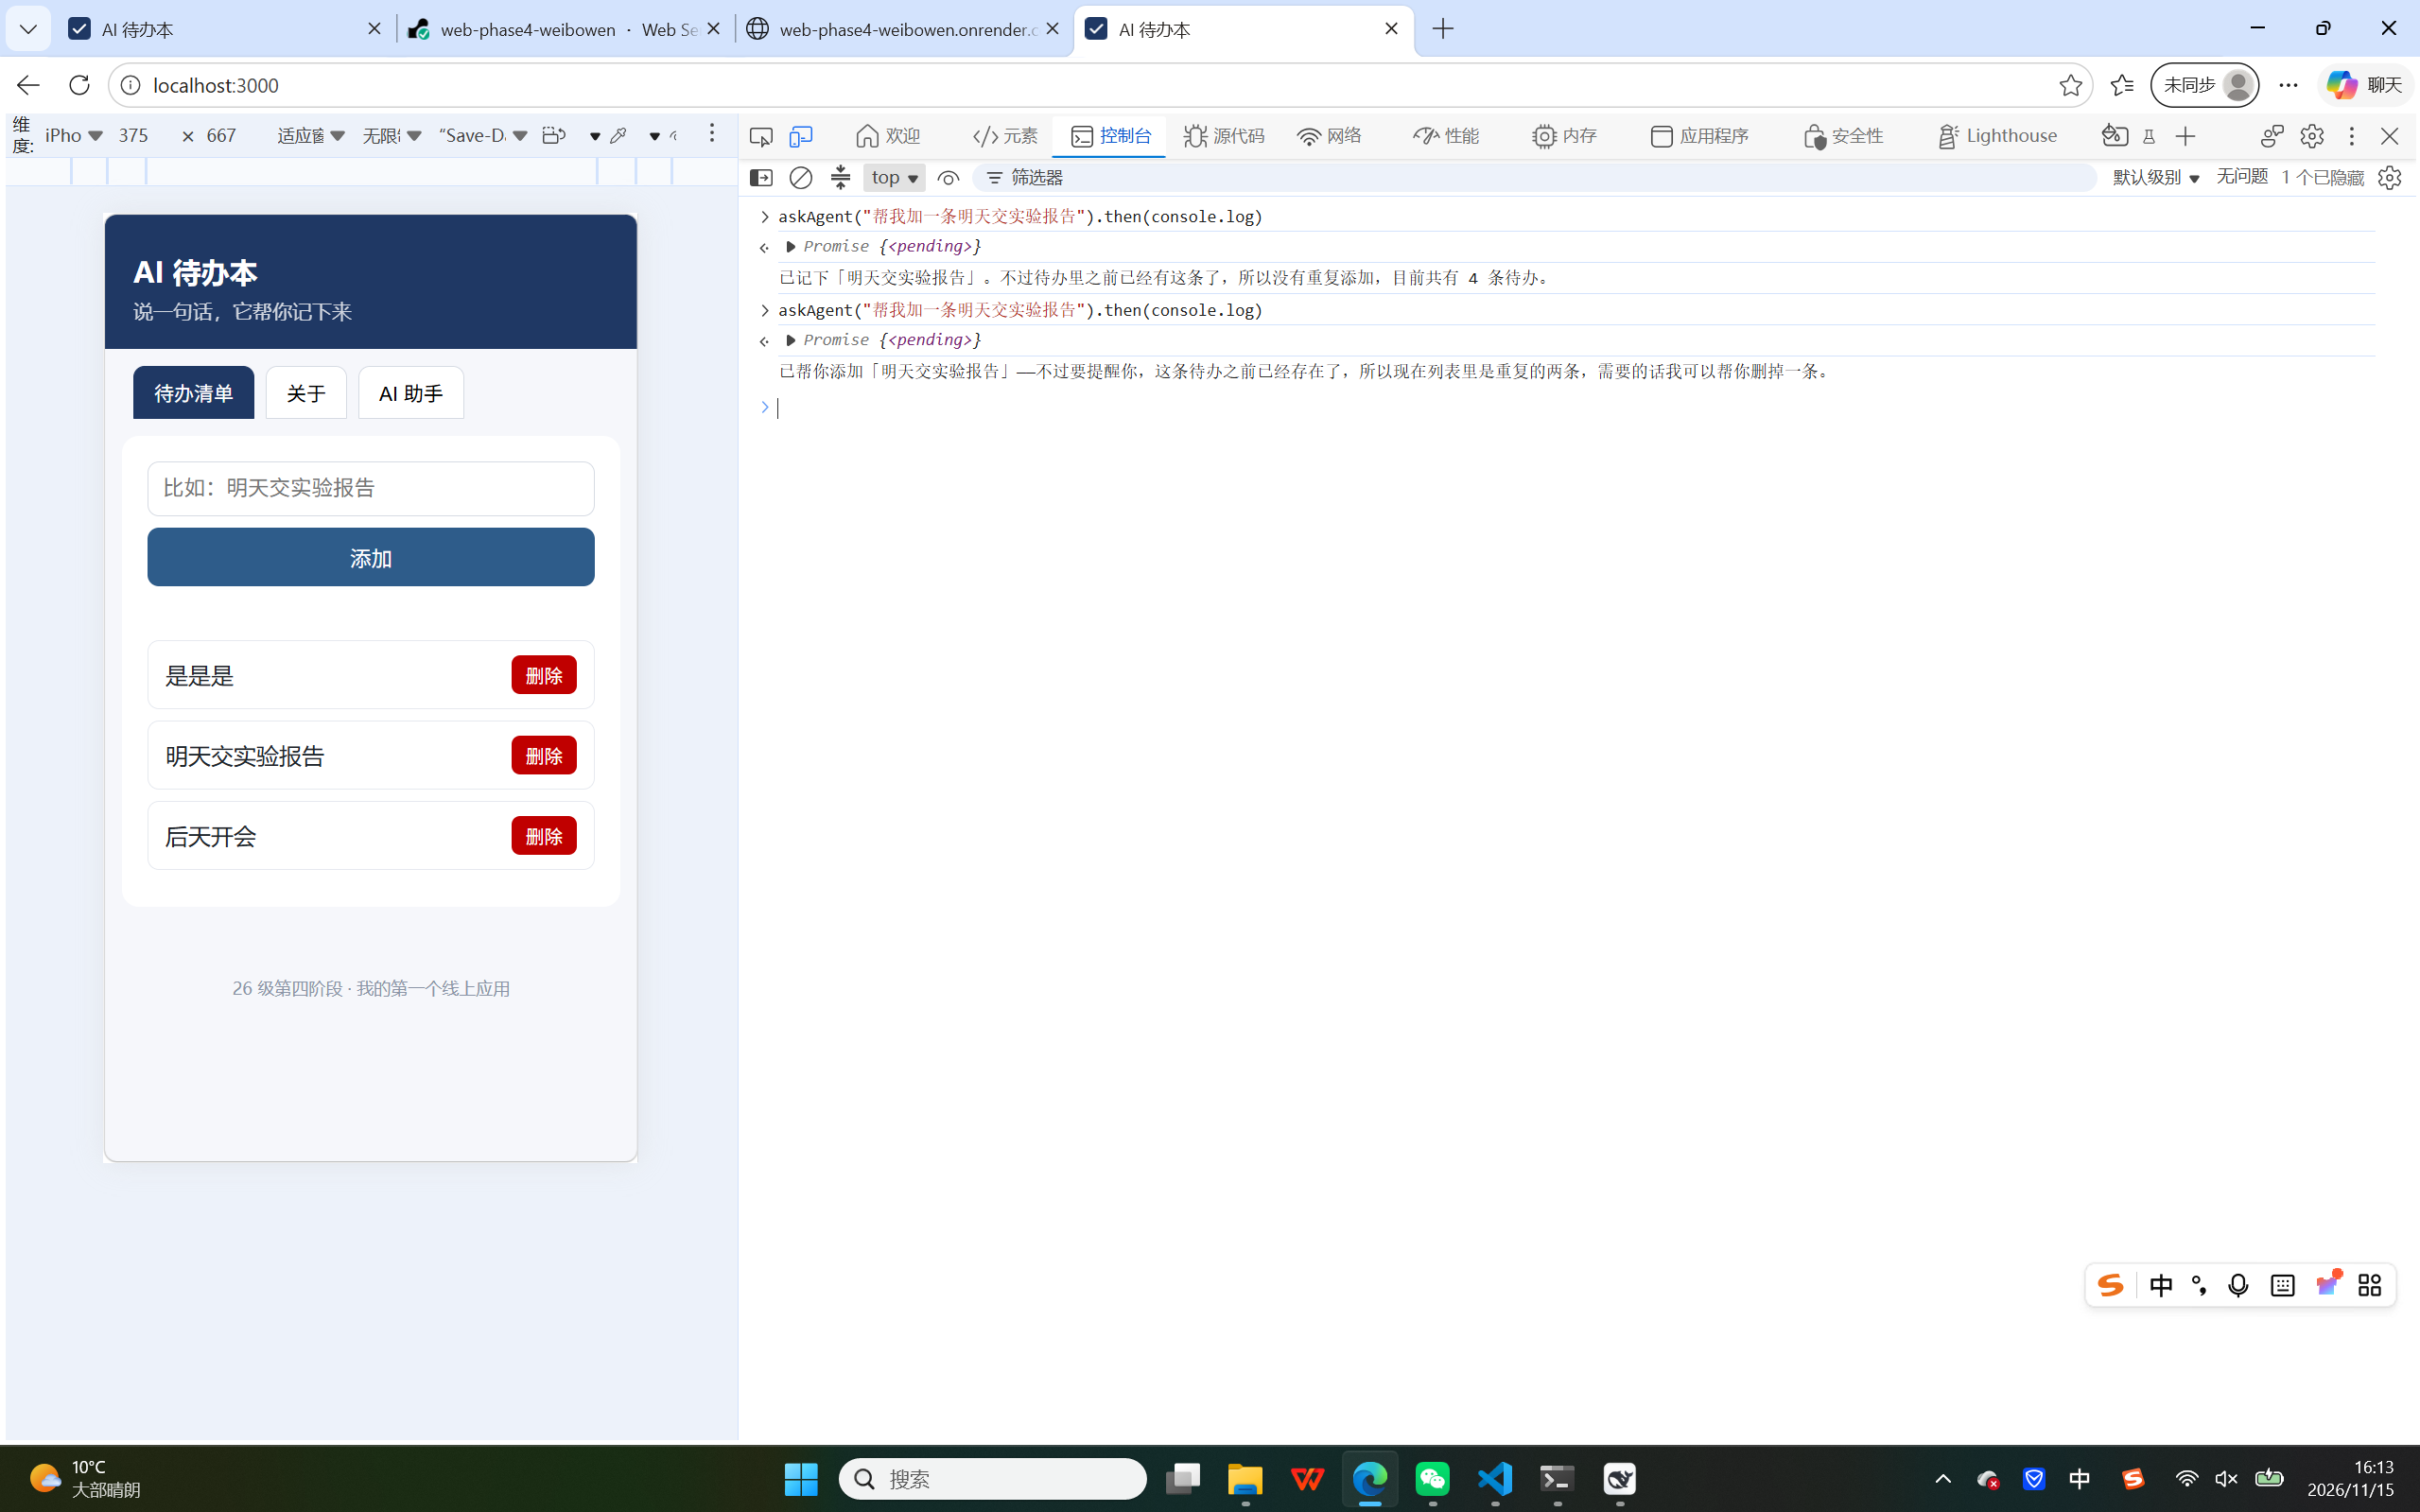 AI 待办本
web-phase4-weibowen · Web Se
web-phase4-weibowen.onrender.c
AI 待办本
localhost:3000
未同步
聊天
维度:
iPho
375
×
667
适应窗
无限制
“Save-Da
欢迎
元素
控制台
源代码
网络
性能
内存
应用程序
安全性
Lighthouse
top
筛选器
默认级别
无问题
1 个已隐藏
AI 待办本
说一句话，它帮你记下来
待办清单
关于
AI 助手
比如：明天交实验报告
添加
是是是
删除
明天交实验报告
删除
后天开会
删除
26 级第四阶段 · 我的第一个线上应用
askAgent("帮我加一条明天交实验报告").then(console.log)
Promise {<pending>}
已记下「明天交实验报告」。不过待办里之前已经有这条了，所以没有重复添加，目前共有 4 条待办。
askAgent("帮我加一条明天交实验报告").then(console.log)
Promise {<pending>}
已帮你添加「明天交实验报告」——不过要提醒你，这条待办之前已经存在了，所以现在列表里是重复的两条，需要的话我可以帮你删掉一条。
中
10°C
大部晴朗
搜索
中
16:13
2026/11/15